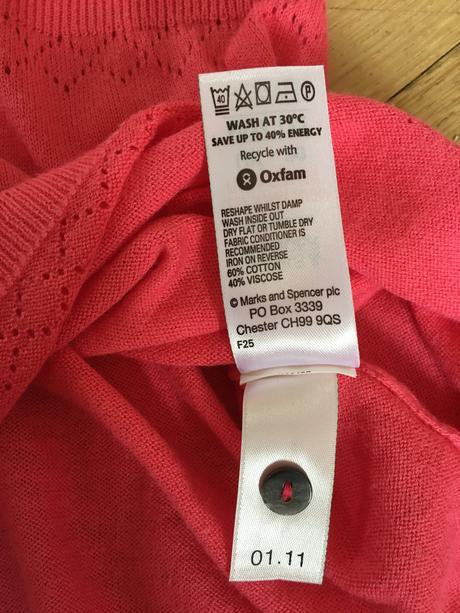 40 P
WASH AT 30°C
SAVE UP TO 40% ENERGY
Recycle with
Oxfam
RESHAPE WHILST DAMP
WASH INSIDE OUT
DRY FLAT OR TUMBLE DRY
FABRIC CONDITIONER IS
RECOMMENDED
IRON ON REVERSE
60% COTTON
40% VISCOSE
© Marks and Spencer plc
PO Box 3339
Chester CH99 9QS
F25
01.11